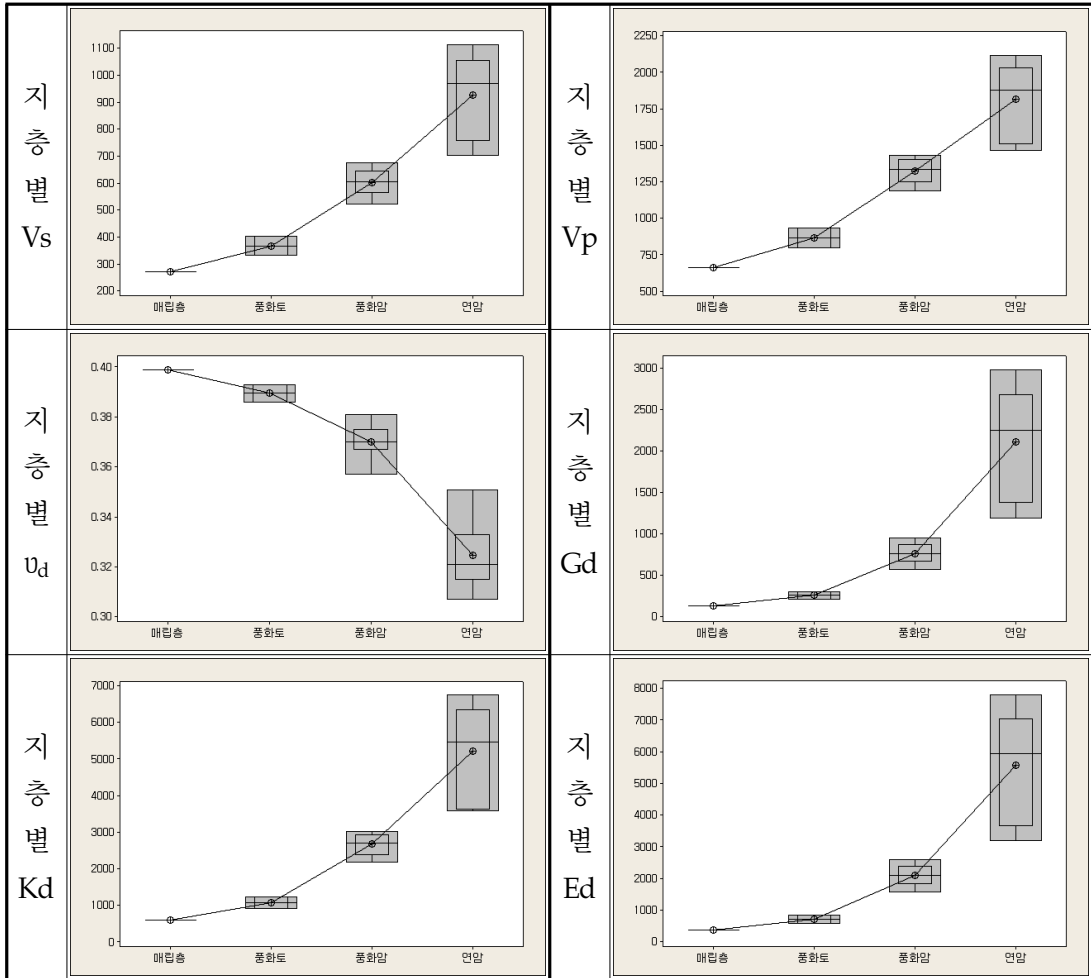 지
층
별
Vs
1100
1000
900
800
700
600
500
400
300
200
매립층 풍화토 풍화암 연암
지
층
별
Vp
2250
2000
1750
1500
1250
1000
750
500
매립층 풍화토 풍화암 연암
지
층
별
υd
0.40
0.38
0.36
0.34
0.32
0.30
매립층 풍화토 풍화암 연암
지
층
별
Gd
3000
2500
2000
1500
1000
500
0
매립층 풍화토 풍화암 연암
지
층
별
Kd
7000
6000
5000
4000
3000
2000
1000
0
매립층 풍화토 풍화암 연암
지
층
별
Ed
8000
7000
6000
5000
4000
3000
2000
1000
0
매립층 풍화토 풍화암 연암